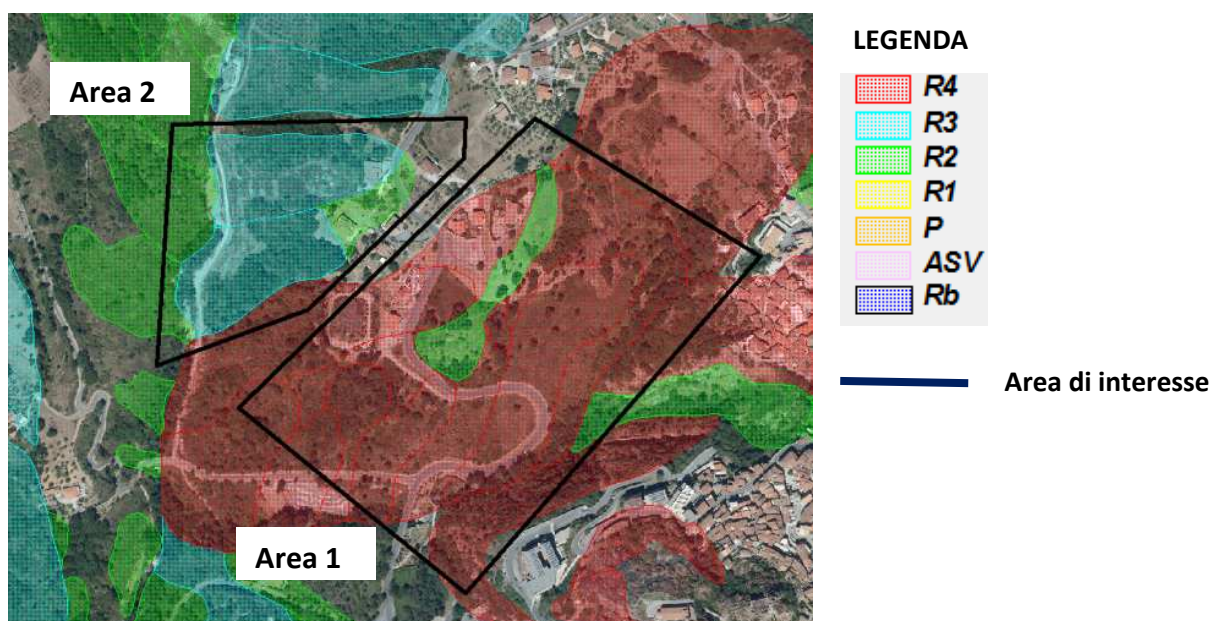 Area 2
Area 1
LEGENDA
R4
R3
R2
R1
P
ASV
Rb
Area di interesse